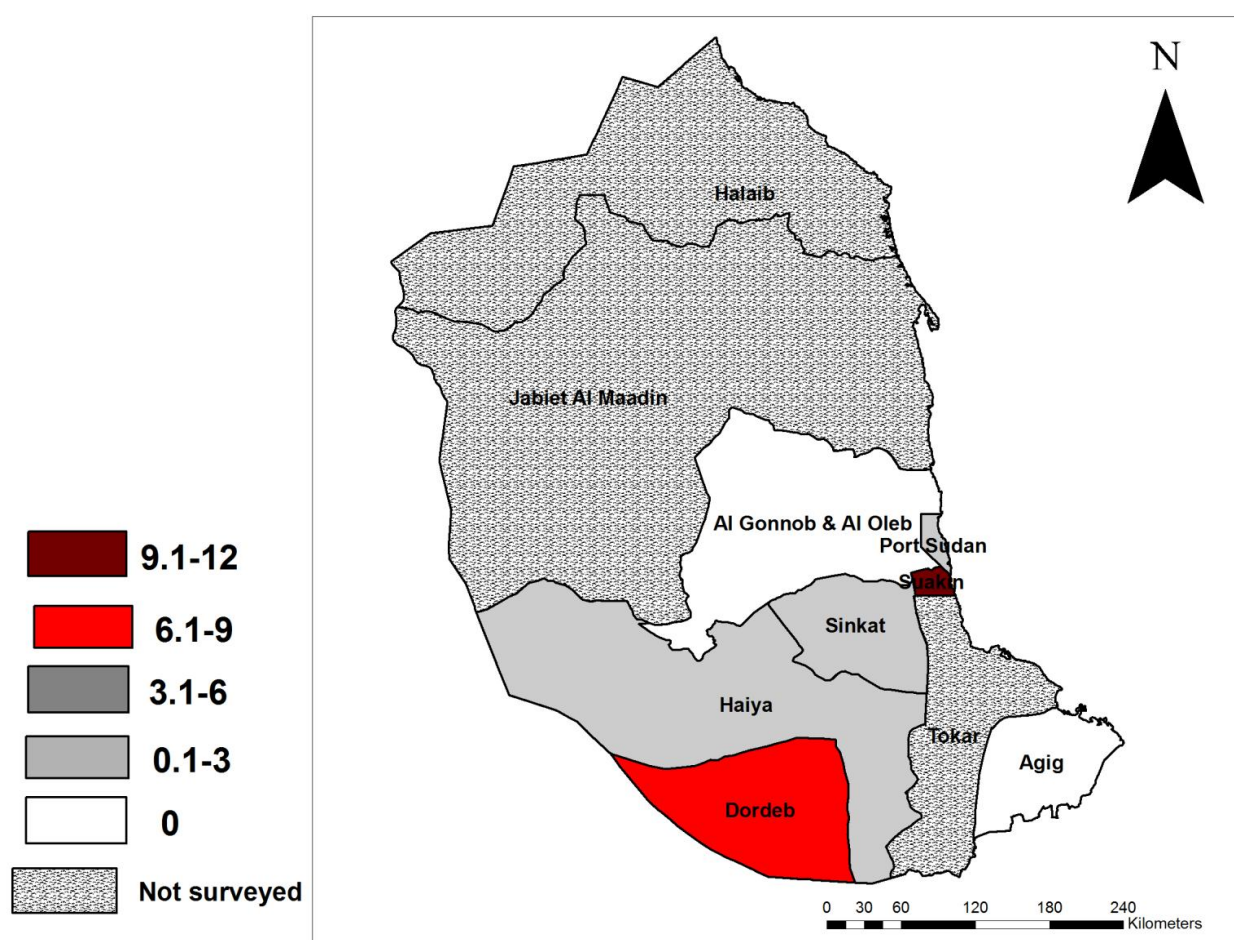 N
Halaib
Jabiet Al Maadin
Al Gonnob & Al Oleb
Port Sudan
Suakin
Sinkat
Haiya
Tokar
Agig
Dordeb
9.1-12
6.1-9
3.1-6
0.1-3
0
Not surveyed
0 30 60 120 180 240
Kilometers